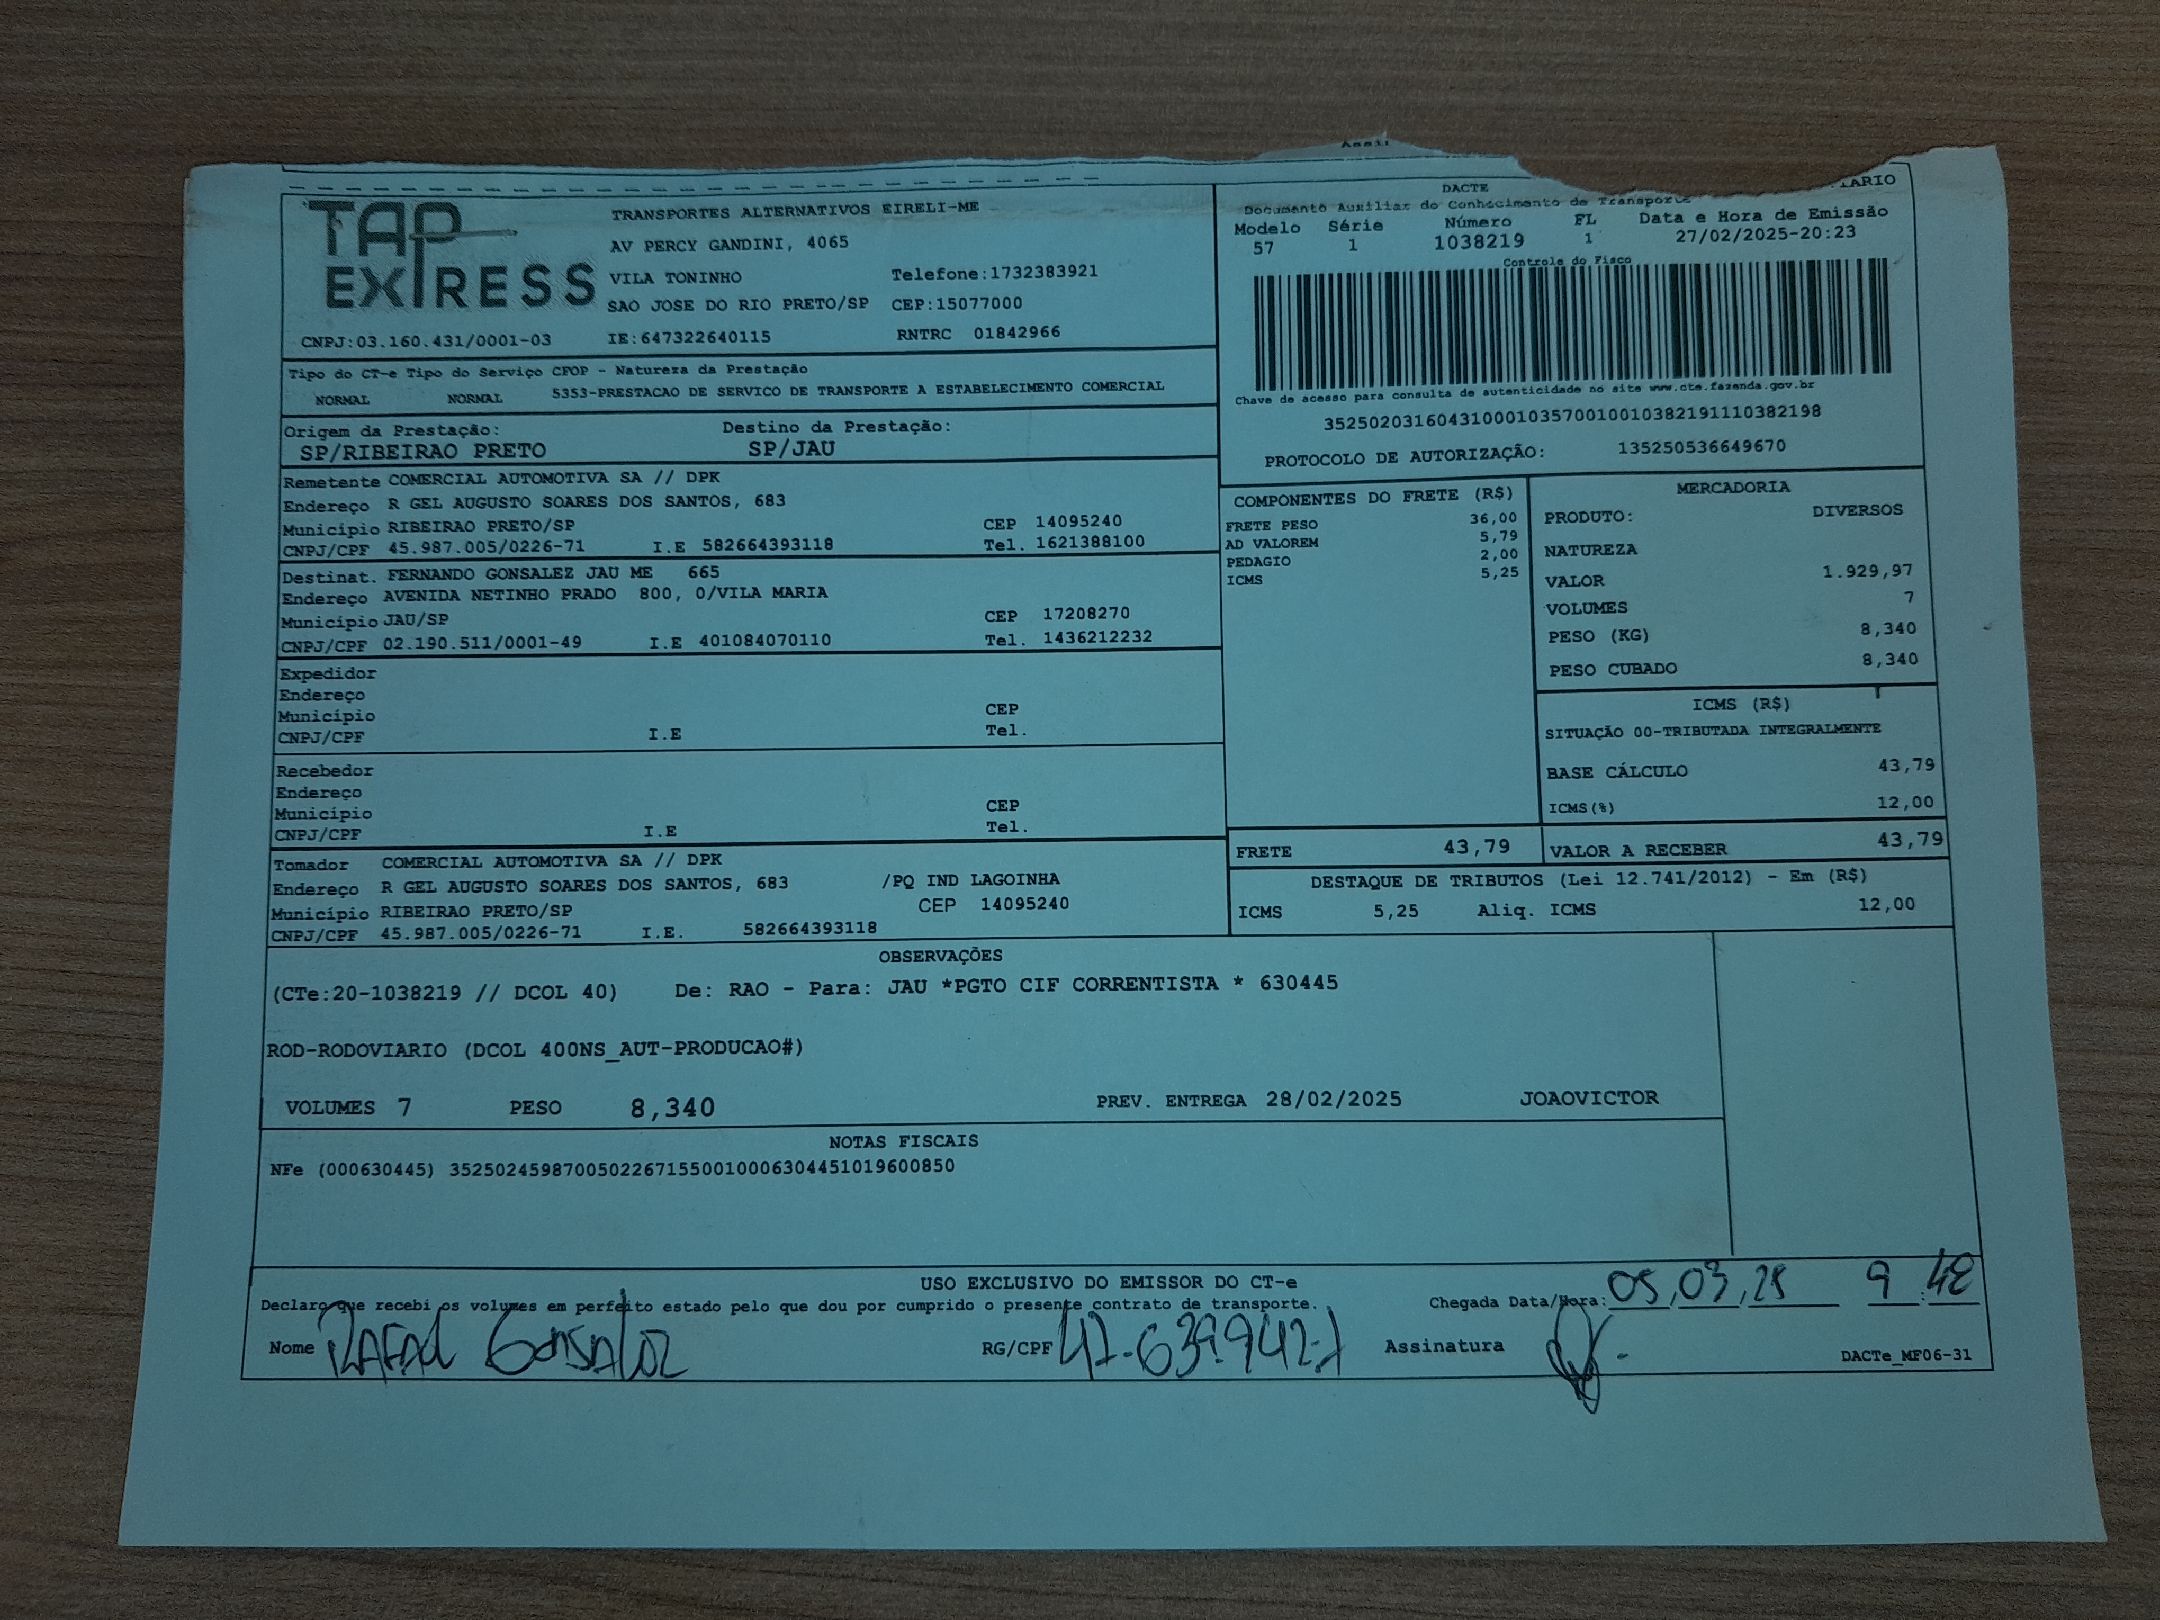 TAP EXPRESS
TRANSPORTES ALTERNATIVOS EIRELI-ME
AV PERCY GANDINI, 4065
VILA TONINHO Telefone:1732383921
SAO JOSE DO RIO PRETO/SP CEP:15077000
CNPJ:03.160.431/0001-03 IE:647322640115 RNTRC 01842966
DACTE
Documento Auxiliar do Conhecimento de Transporte
Modelo Série Número FL Data e Hora de Emissão
57 1 1038219 1 27/02/2025-20:23
Controle do Fisco
Chave de acesso para consulta de autenticidade no site www.cte.fazenda.gov.br
35250203160431000103570010010382191110382198
PROTOCOLO DE AUTORIZAÇÃO: 135250536649670
Tipo do CT-e Tipo do Serviço CFOP - Natureza da Prestação
NORMAL NORMAL 5353-PRESTACAO DE SERVICO DE TRANSPORTE A ESTABELECIMENTO COMERCIAL
Origem da Prestação: Destino da Prestação:
SP/RIBEIRAO PRETO SP/JAU
Remetente COMERCIAL AUTOMOTIVA SA // DPK
Endereço R GEL AUGUSTO SOARES DOS SANTOS, 683
Município RIBEIRAO PRETO/SP CEP 14095240
CNPJ/CPF 45.987.005/0226-71 I.E 582664393118 Tel. 1621388100
Destinat. FERNANDO GONSALEZ JAU ME 665
Endereço AVENIDA NETINHO PRADO 800, 0/VILA MARIA
Município JAU/SP CEP 17208270
CNPJ/CPF 02.190.511/0001-49 I.E 401084070110 Tel. 1436212232
Expedidor
Endereço
Município CEP
CNPJ/CPF I.E Tel.
Recebedor
Endereço
Município CEP
CNPJ/CPF I.E Tel.
Tomador COMERCIAL AUTOMOTIVA SA // DPK
Endereço R GEL AUGUSTO SOARES DOS SANTOS, 683 /PQ IND LAGOINHA
Município RIBEIRAO PRETO/SP CEP 14095240
CNPJ/CPF 45.987.005/0226-71 I.E. 582664393118
COMPONENTES DO FRETE (R$)
FRETE PESO 36,00
AD VALOREM 5,79
PEDAGIO 2,00
ICMS 5,25
MERCADORIA
PRODUTO: DIVERSOS
NATUREZA
VALOR 1.929,97
VOLUMES 7
PESO (KG) 8,340
PESO CUBADO 8,340
ICMS (R$)
SITUAÇÃO 00-TRIBUTADA INTEGRALMENTE
BASE CÁLCULO 43,79
ICMS(%) 12,00
FRETE 43,79 VALOR A RECEBER 43,79
DESTAQUE DE TRIBUTOS (Lei 12.741/2012) - Em (R$)
ICMS 5,25 Aliq. ICMS 12,00
OBSERVAÇÕES
(CTe:20-1038219 // DCOL 40) De: RAO - Para: JAU *PGTO CIF CORRENTISTA * 630445
ROD-RODOVIARIO (DCOL 400NS_AUT-PRODUCAO#)
VOLUMES 7 PESO 8,340 PREV. ENTREGA 28/02/2025 JOAOVICTOR
NOTAS FISCAIS
NFe (000630445) 35250245987005022671550010006304451019600850
USO EXCLUSIVO DO EMISSOR DO CT-e
Declaro que recebi os volumes em perfeito estado pelo que dou por cumprido o presente contrato de transporte. Chegada Data/Hora: 05,03,25 9:48
Nome Rafael Gonsalez RG/CPF 47-639942-1 Assinatura
DACTe_MF06-31